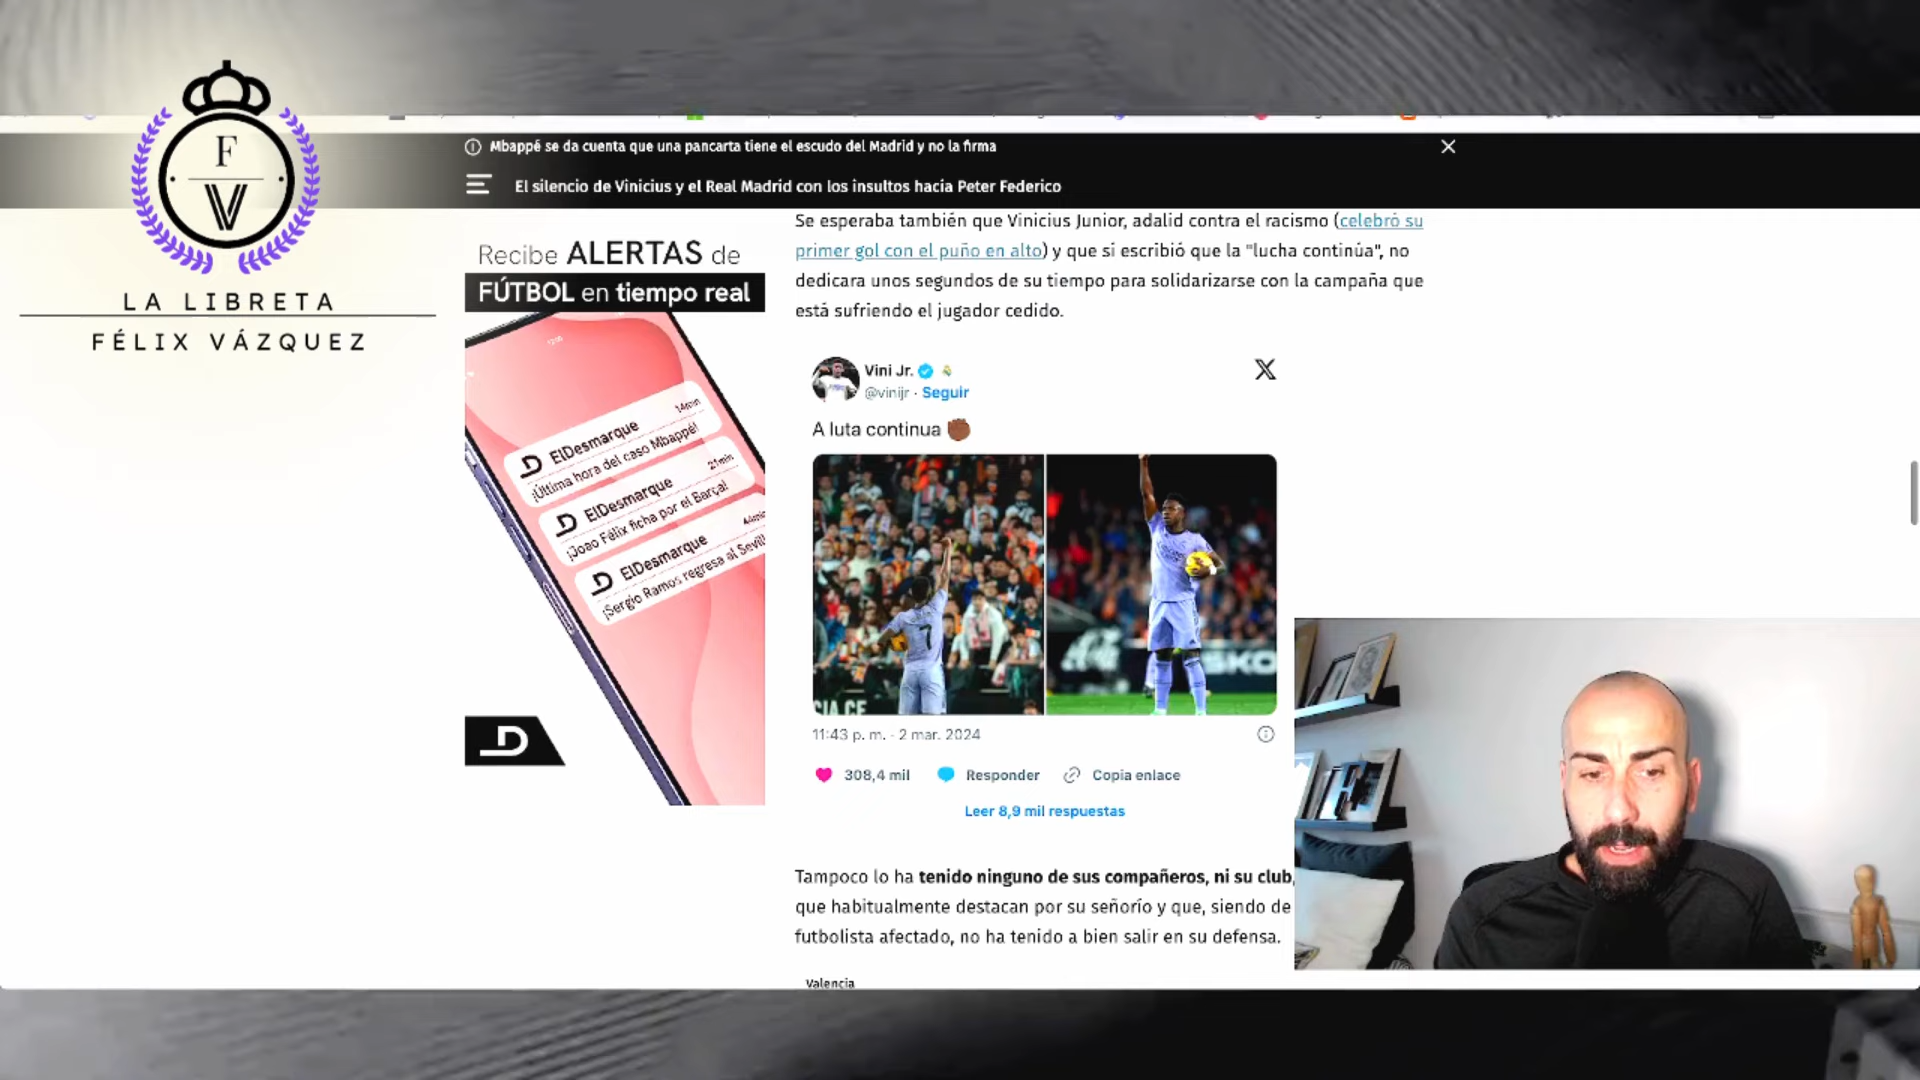 F
V
LA LIBRETA
FÉLIX VÁZQUEZ
Mbappé se da cuenta que una pancarta tiene el escudo del Madrid y no la firma
El silencio de Vinicius y el Real Madrid con los insultos hacia Peter Federico
Recibe ALERTAS de
FÚTBOL en tiempo real
14min
ElDesmarque
¡Última hora del caso Mbappé!
21min
ElDesmarque
¡Joao Félix ficha por el Barça!
ElDesmarque
¡Sergio Ramos regresa al Sevill
Se esperaba también que Vinicius Junior, adalid contra el racismo (celebró su
primer gol con el puño en alto) y que sí escribió que la "lucha continúa", no
dedicara unos segundos de su tiempo para solidarizarse con la campaña que
está sufriendo el jugador cedido.
Vini Jr.
@vinijr · Seguir
A luta continua
7
CIA CF
11:43 p. m. · 2 mar. 2024
308,4 mil Responder Copia enlace
Leer 8,9 mil respuestas
Tampoco lo ha tenido ninguno de sus compañeros, ni su club,
que habitualmente destacan por su señorío y que, siendo de
futbolista afectado, no ha tenido a bien salir en su defensa.
Valencia